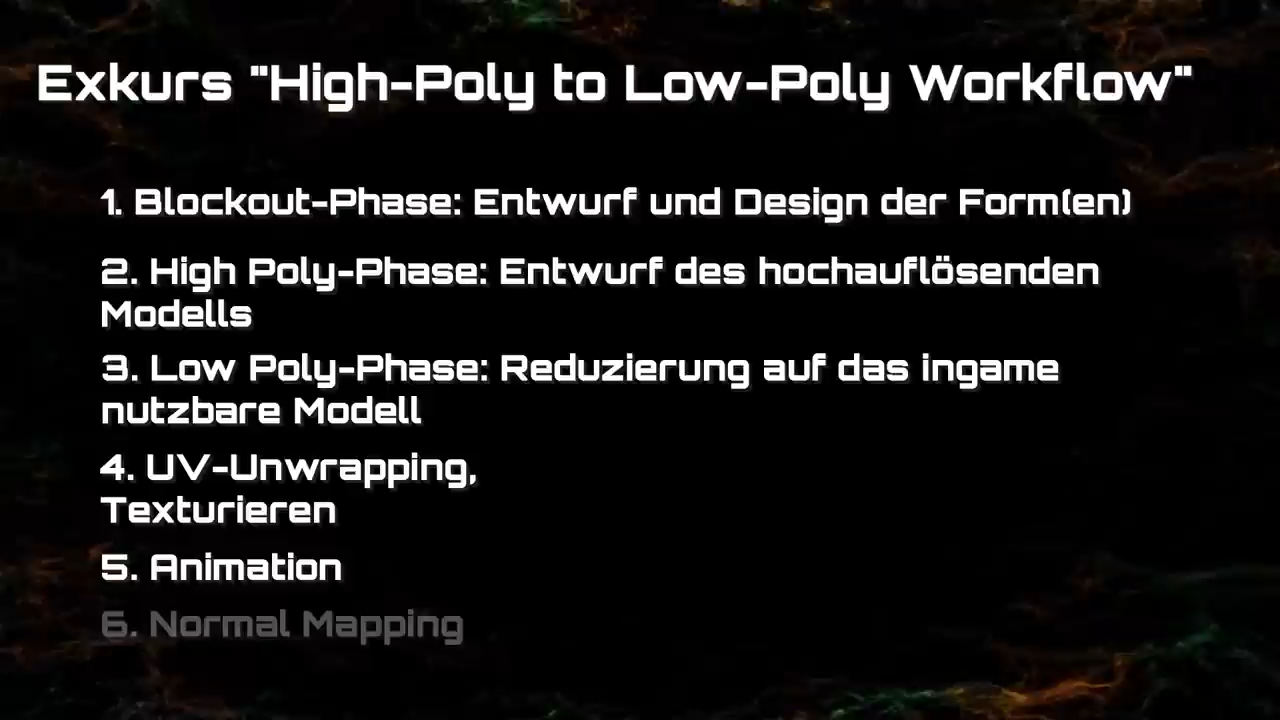 Exkurs "High-Poly to Low-Poly Workflow"
1. Blockout-Phase: Entwurf und Design der Form(en)
2. High Poly-Phase: Entwurf des hochauflösenden
Modells
3. Low Poly-Phase: Reduzierung auf das ingame
nutzbare Modell
4. UV-Unwrapping,
Texturieren
5. Animation
6. Normal Mapping